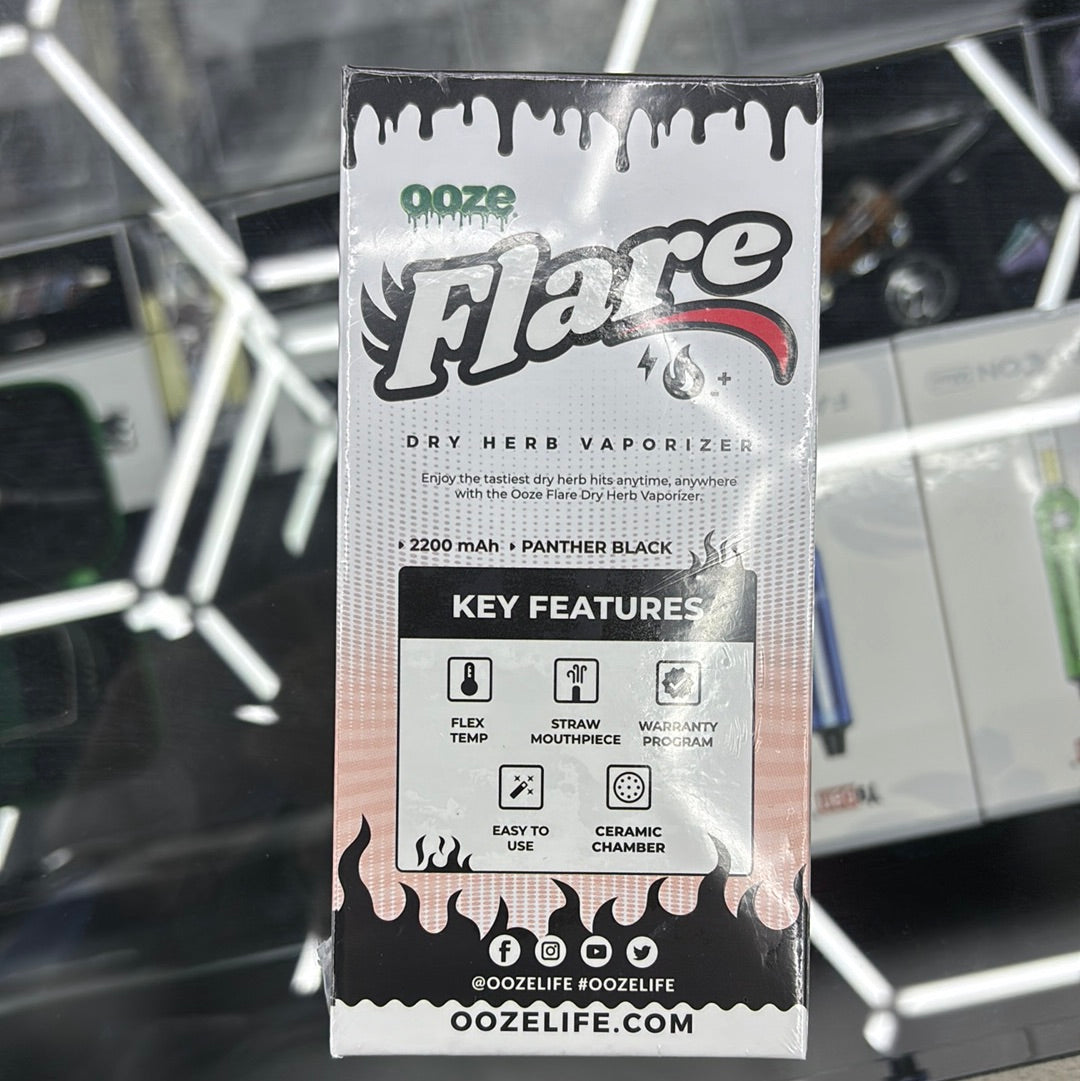 ooze
Flare
DRY HERB VAPORIZER
Enjoy the tastiest dry herb hits anytime, anywhere
with the Ooze Flare Dry Herb Vaporizer.
2200 mAh PANTHER BLACK
KEY FEATURES
FLEX
TEMP
STRAW
MOUTHPIECE
WARRANTY
PROGRAM
EASY TO
USE
CERAMIC
CHAMBER
@OOZELIFE #OOZELIFE
OOZELIFE.COM